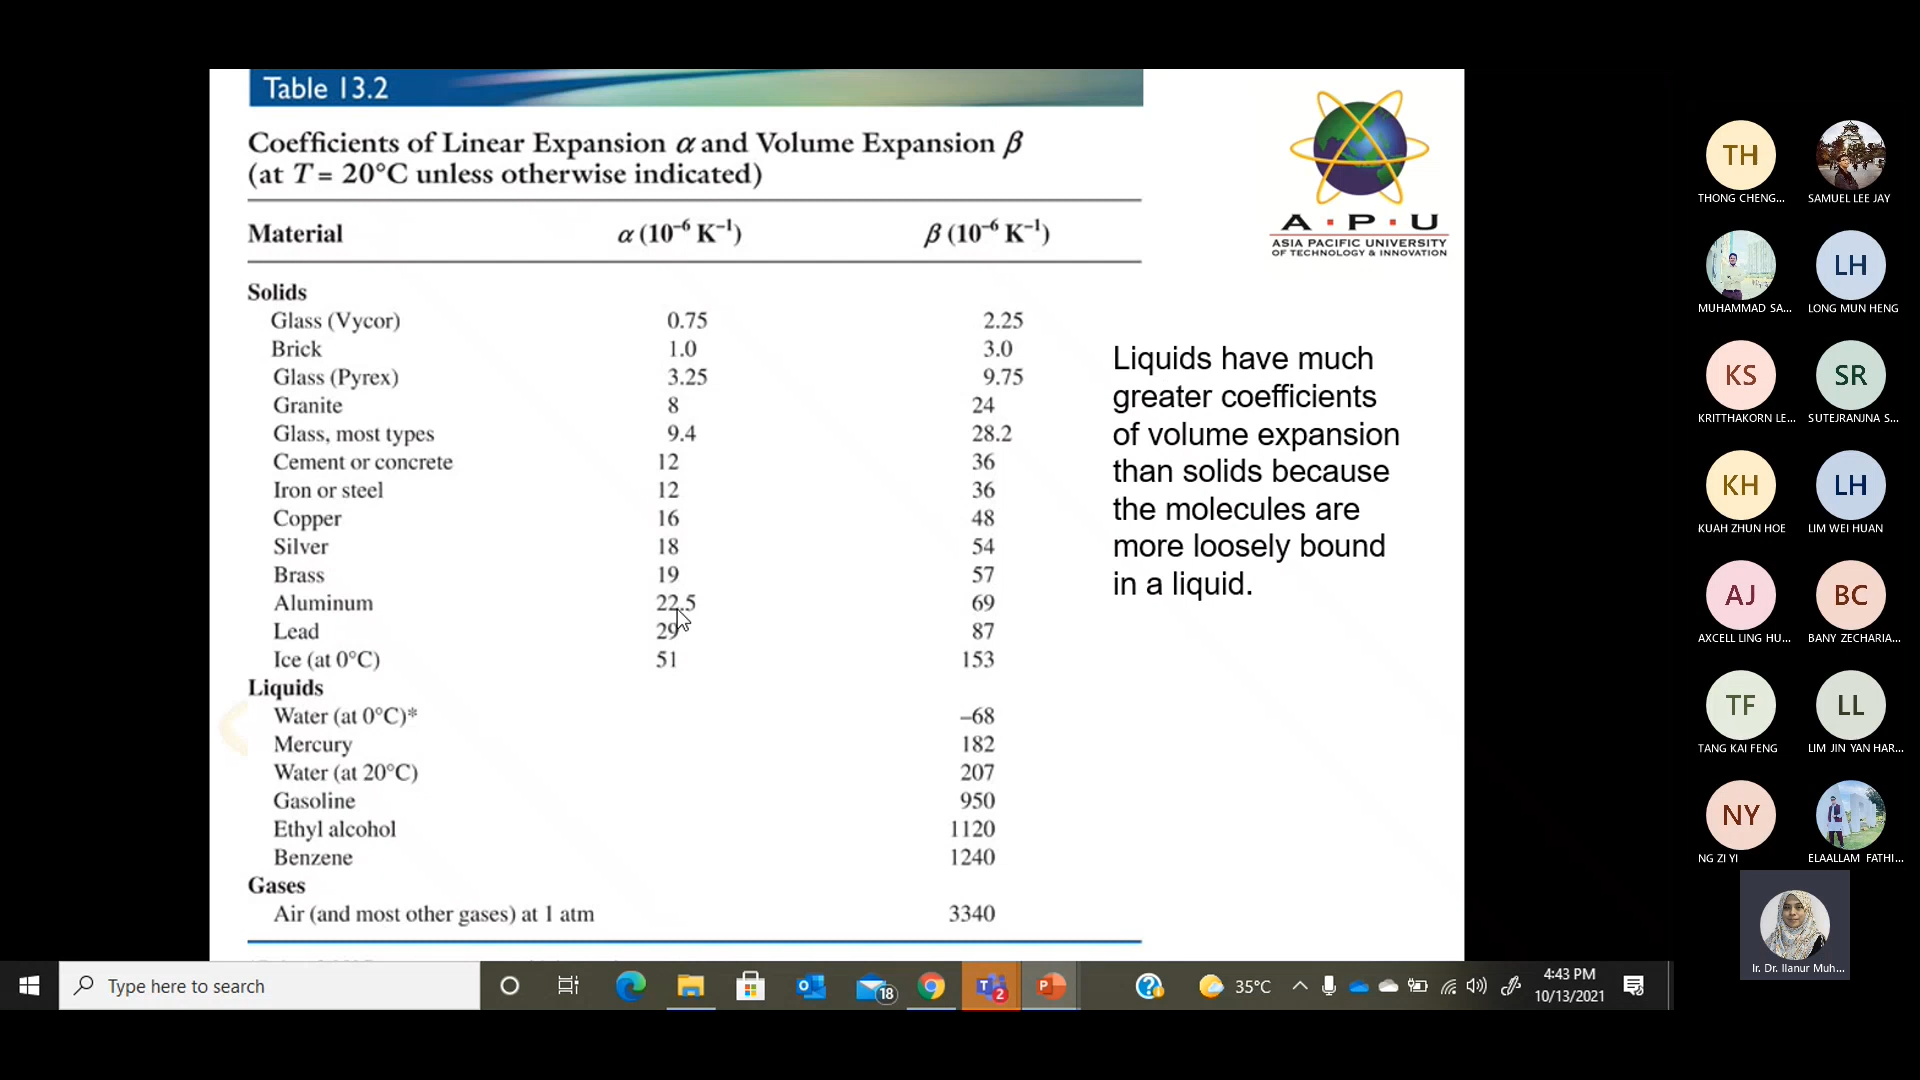 Table 13.2
Coefficients of Linear Expansion α and Volume Expansion β
(at T = 20°C unless otherwise indicated)
Material α (10⁻⁶ K⁻¹) β (10⁻⁶ K⁻¹)
Solids
Glass (Vycor) 0.75 2.25
Brick 1.0 3.0
Glass (Pyrex) 3.25 9.75
Granite 8 24
Glass, most types 9.4 28.2
Cement or concrete 12 36
Iron or steel 12 36
Copper 16 48
Silver 18 54
Brass 19 57
Aluminum 22.5 69
Lead 29 87
Ice (at 0°C) 51 153
Liquids
Water (at 0°C)* –68
Mercury 182
Water (at 20°C) 207
Gasoline 950
Ethyl alcohol 1120
Benzene 1240
Gases
Air (and most other gases) at 1 atm 3340
A·P·U
ASIA PACIFIC UNIVERSITY
OF TECHNOLOGY & INNOVATION
Liquids have much
greater coefficients
of volume expansion
than solids because
the molecules are
more loosely bound
in a liquid.
TH
THONG CHENG... SAMUEL LEE JAY
LH
MUHAMMAD SA... LONG MUN HENG
KS SR
KRITTHAKORN LE... SUTEJRANJNA S...
KH LH
KUAH ZHUN HOE LIM WEI HUAN
AJ BC
AXCELL LING HU... BANY ZECHARIA...
TF LL
TANG KAI FENG LIM JIN YAN HAR...
NY
NG ZI YI ELAALLAM FATHI...
Ir. Dr. Ilanur Muh...
Type here to search
18
2
35°C
4:43 PM
10/13/2021